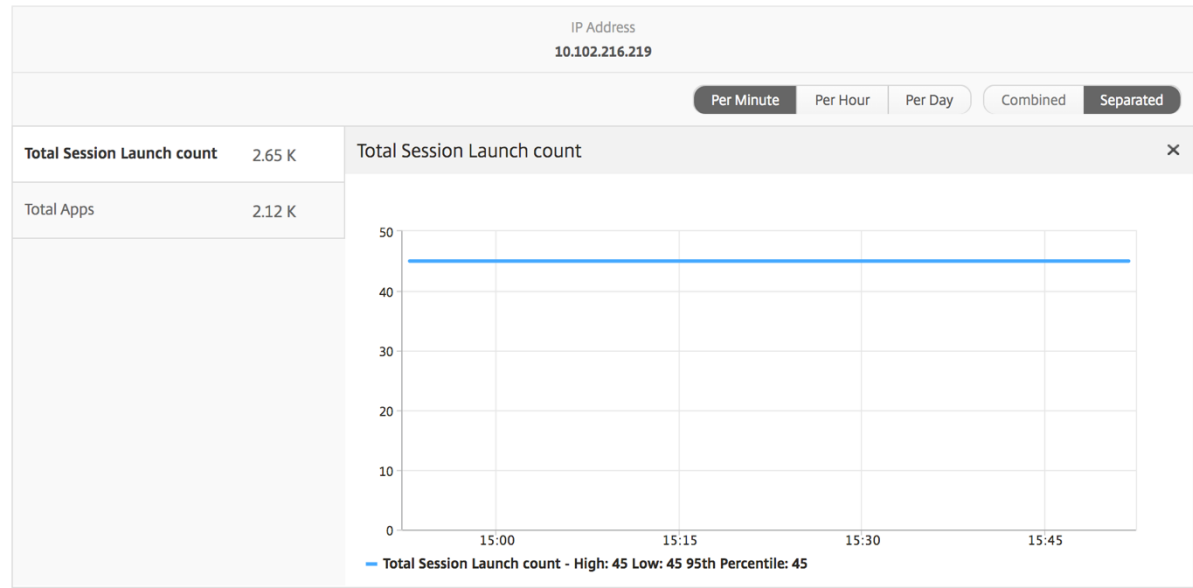 IP Address
10.102.216.219
Per Minute Per Hour Per Day Combined Separated
Total Session Launch count 2.65 K
Total Apps 2.12 K
Total Session Launch count ×
50
40
30
20
10
0
15:00 15:15 15:30 15:45
Total Session Launch count - High: 45 Low: 45 95th Percentile: 45